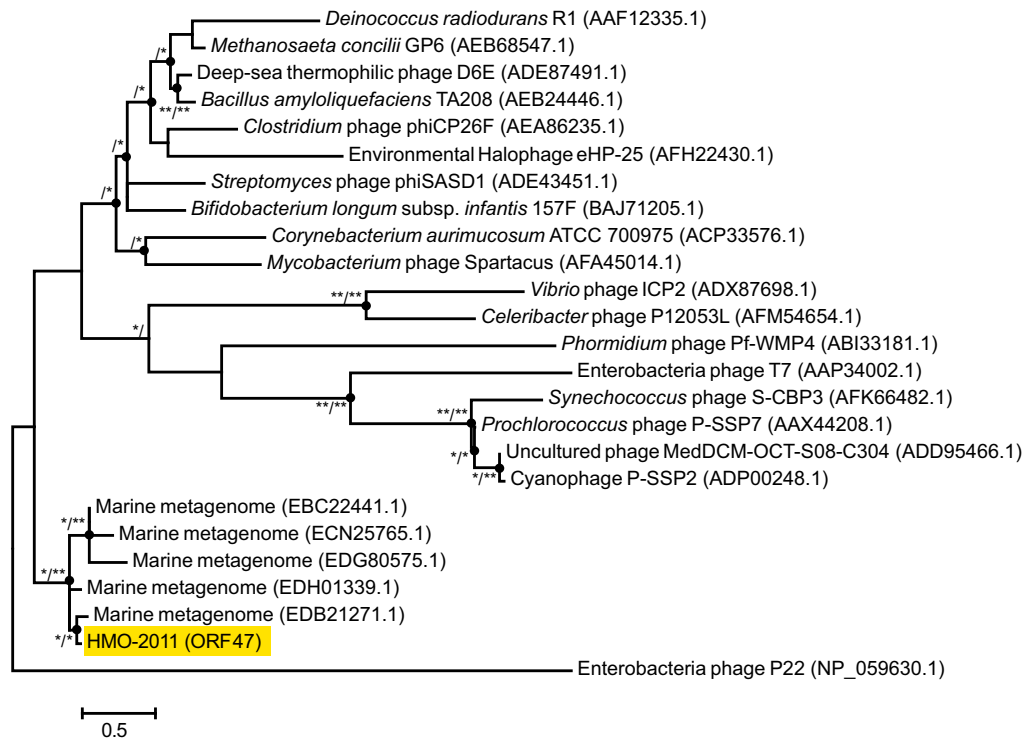 Deinococcus radiodurans R1 (AAF12335.1)
/*
Methanosaeta concilii GP6 (AEB68547.1)
Deep-sea thermophilic phage D6E (ADE87491.1)
/*
**/**
Bacillus amyloliquefaciens TA208 (AEB24446.1)
Clostridium phage phiCP26F (AEA86235.1)
/*
Environmental Halophage eHP-25 (AFH22430.1)
Streptomyces phage phiSASD1 (ADE43451.1)
/*
Bifidobacterium longum subsp. infantis 157F (BAJ71205.1)
/*
Corynebacterium aurimucosum ATCC 700975 (ACP33576.1)
Mycobacterium phage Spartacus (AFA45014.1)
**/**
Vibrio phage ICP2 (ADX87698.1)
Celeribacter phage P12053L (AFM54654.1)
*/
Phormidium phage Pf-WMP4 (ABI33181.1)
Enterobacteria phage T7 (AAP34002.1)
**/**
Synechococcus phage S-CBP3 (AFK66482.1)
**/**
Prochlorococcus phage P-SSP7 (AAX44208.1)
*/*
Uncultured phage MedDCM-OCT-S08-C304 (ADD95466.1)
*/**
Cyanophage P-SSP2 (ADP00248.1)
Marine metagenome (EBC22441.1)
*/**
Marine metagenome (ECN25765.1)
Marine metagenome (EDG80575.1)
*/**
Marine metagenome (EDH01339.1)
Marine metagenome (EDB21271.1)
*/*
HMO-2011 (ORF47)
Enterobacteria phage P22 (NP_059630.1)
0.5